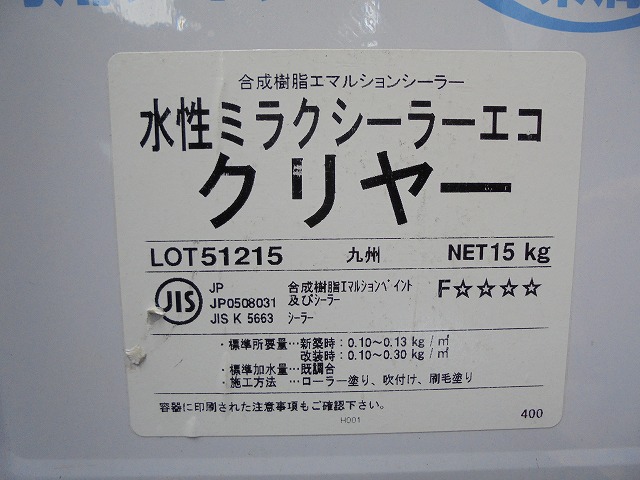 合成樹脂エマルションシーラー
水性ミラクシーラーエコ
クリヤー
LOT51215 九州 NET15 kg
JIS JP 合成樹脂ｴﾏﾙｼｮﾝﾍﾟｲﾝﾄ F☆☆☆☆
JP0508031 及びｼｰﾗｰ
JIS K 5663 ｼｰﾗｰ
・標準所要量…新築時：0.10～0.13 kg／㎡
改装時：0.10～0.30 kg／㎡
・標準加水量…既調合
・施工方法 …ローラー塗り、吹付け、刷毛塗り
容器に印刷された注意事項もご確認下さい。
H001 400